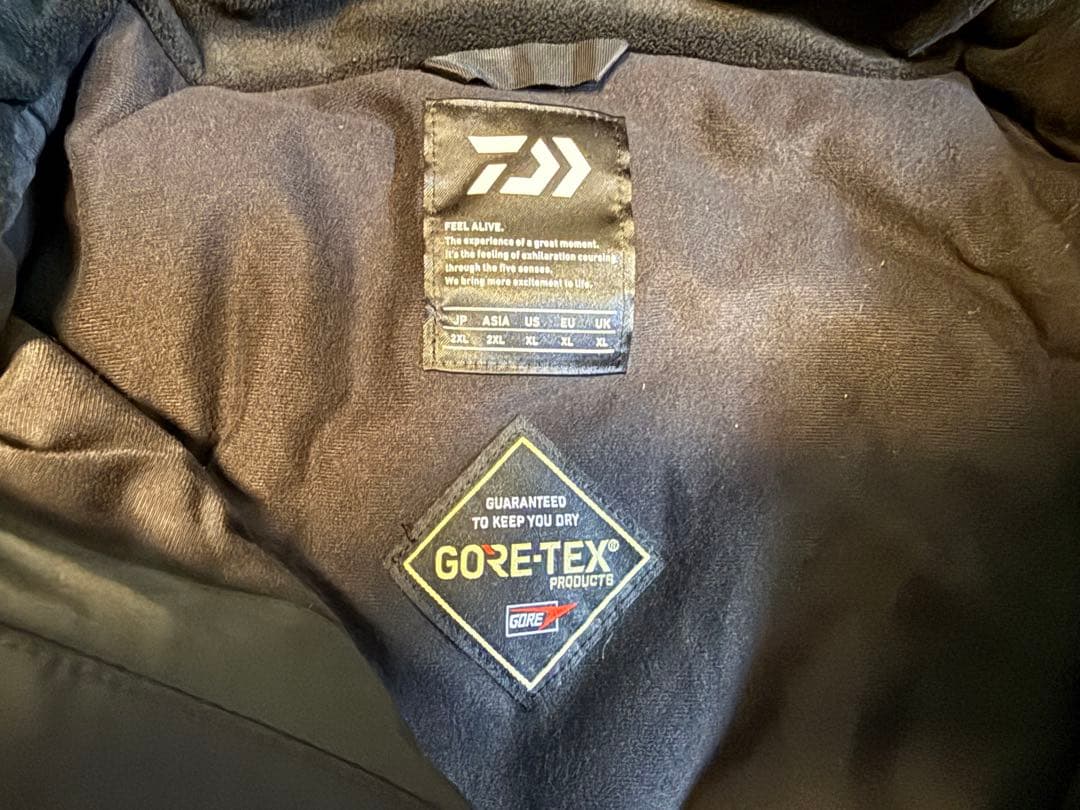 FEEL ALIVE.
The experience of a great moment.
It's the feeling of exhilaration coursing
through the five senses.
We bring more excitement to life.
JP ASIA US EU UK
2XL 2XL XL XL XL
GUARANTEED
TO KEEP YOU DRY
GORE-TEX®
PRODUCTS
GORE